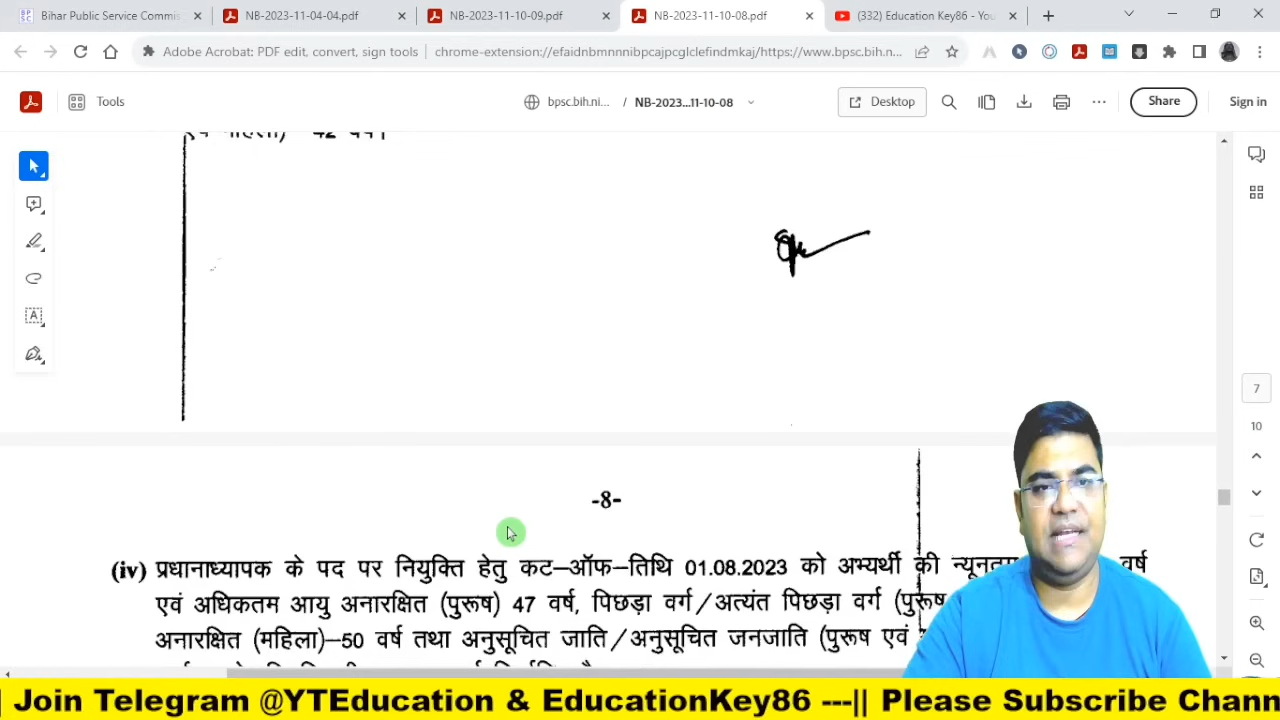 Bihar Public Service Commis
NB-2023-11-04-04.pdf
NB-2023-11-10-09.pdf
NB-2023-11-10-08.pdf
(332) Education Key86 - You
Adobe Acrobat: PDF edit, convert, sign tools
chrome-extension://efaidnbmnnnibpcajpcglclefindmkaj/https://www.bpsc.bih.n...
Tools
bpsc.bih.ni... / NB-2023...11-10-08
Desktop
Share
Sign in
एवं महिला) 42 वर्ष।
7
10
-8-
(iv) प्रधानाध्यापक के पद पर नियुक्ति हेतु कट–ऑफ–तिथि 01.08.2023 को अभ्यर्थी की वर्ष
एवं अधिकतम आयु अनारक्षित (पुरूष) 47 वर्ष, पिछड़ा वर्ग/अत्यंत पिछड़ा वर्ग (पुरूष
अनारक्षित (महिला)–50 वर्ष तथा अनुसूचित जाति/अनुसूचित जनजाति (पुरूष एवं
Join Telegram @YTEducation & EducationKey86 ---|| Please Subscribe Chann